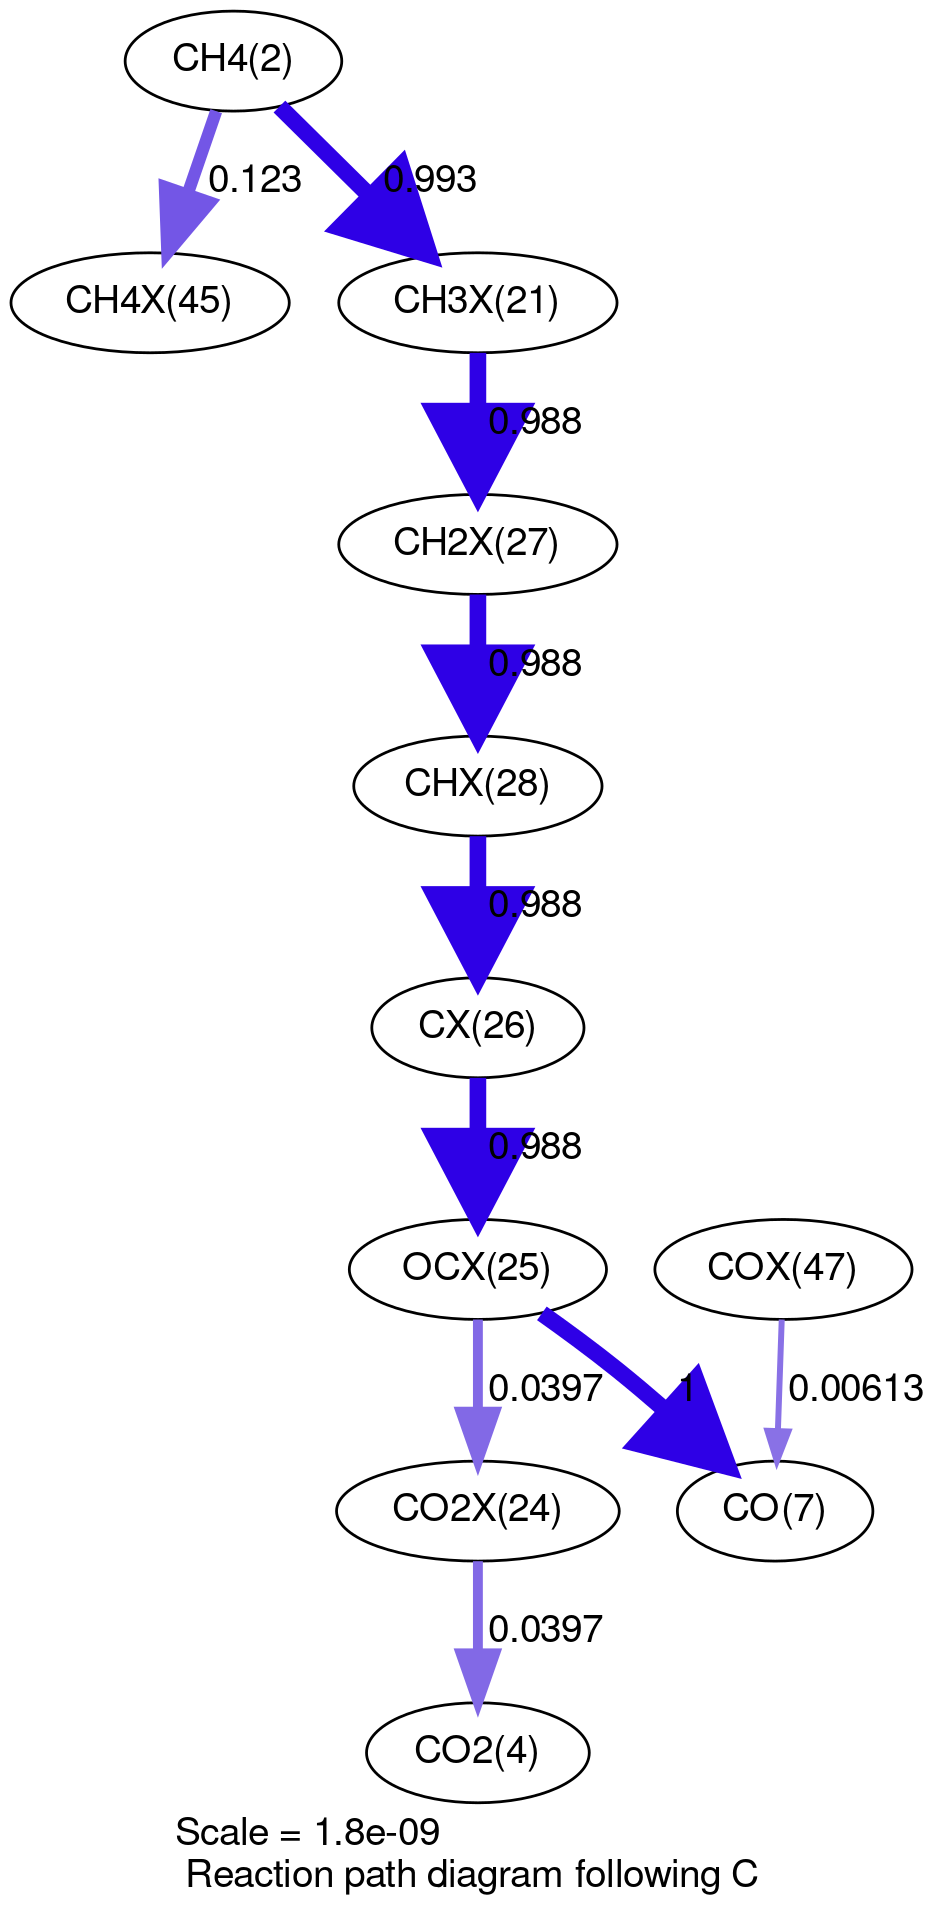 CH4(2)
0.123
0.993
CH4X(45)
CH3X(21)
0.988
CH2X(27)
0.988
CHX(28)
0.988
CX(26)
0.988
OCX(25)
COX(47)
0.0397
1
0.00613
CO2X(24)
CO(7)
0.0397
CO2(4)
Scale = 1.8e-09
Reaction path diagram following C